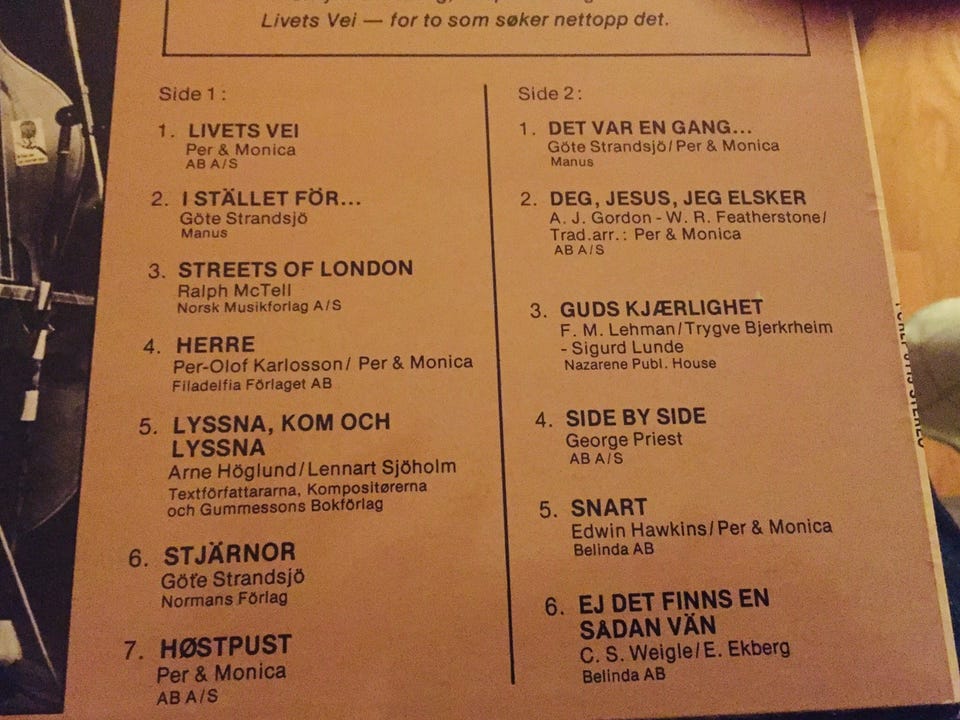 Livets Vei — for to som søker nettopp det.
Side 1:
1. LIVETS VEI
Per & Monica
AB A/S
2. I STÄLLET FÖR...
Göte Strandsjö
Manus
3. STREETS OF LONDON
Ralph McTell
Norsk Musikforlag A/S
4. HERRE
Per-Olof Karlosson/ Per & Monica
Filadelfia Förlaget AB
5. LYSSNA, KOM OCH
LYSSNA
Arne Höglund/Lennart Sjöholm
Textförfattararna, Kompositørerna
och Gummessons Bokförlag
6. STJÄRNOR
Göte Strandsjö
Normans Förlag
7. HØSTPUST
Per & Monica
AB A/S
Side 2:
1. DET VAR EN GANG...
Göte Strandsjö/Per & Monica
Manus
2. DEG, JESUS, JEG ELSKER
A. J. Gordon - W. R. Featherstone/
Trad.arr.: Per & Monica
AB A/S
3. GUDS KJÆRLIGHET
F. M. Lehman/Trygve Bjerkrheim
- Sigurd Lunde
Nazarene Publ. House
4. SIDE BY SIDE
George Priest
AB A/S
5. SNART
Edwin Hawkins/Per & Monica
Belinda AB
6. EJ DET FINNS EN
SADAN VÄN
C. S. Weigle/E. Ekberg
Belinda AB
STEREO